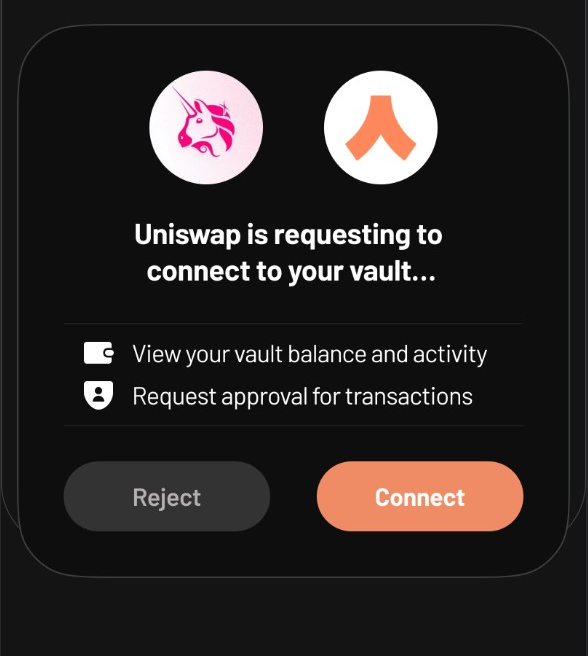 Uniswap is requesting to
connect to your vault...
View your vault balance and activity
Request approval for transactions
Reject
Connect